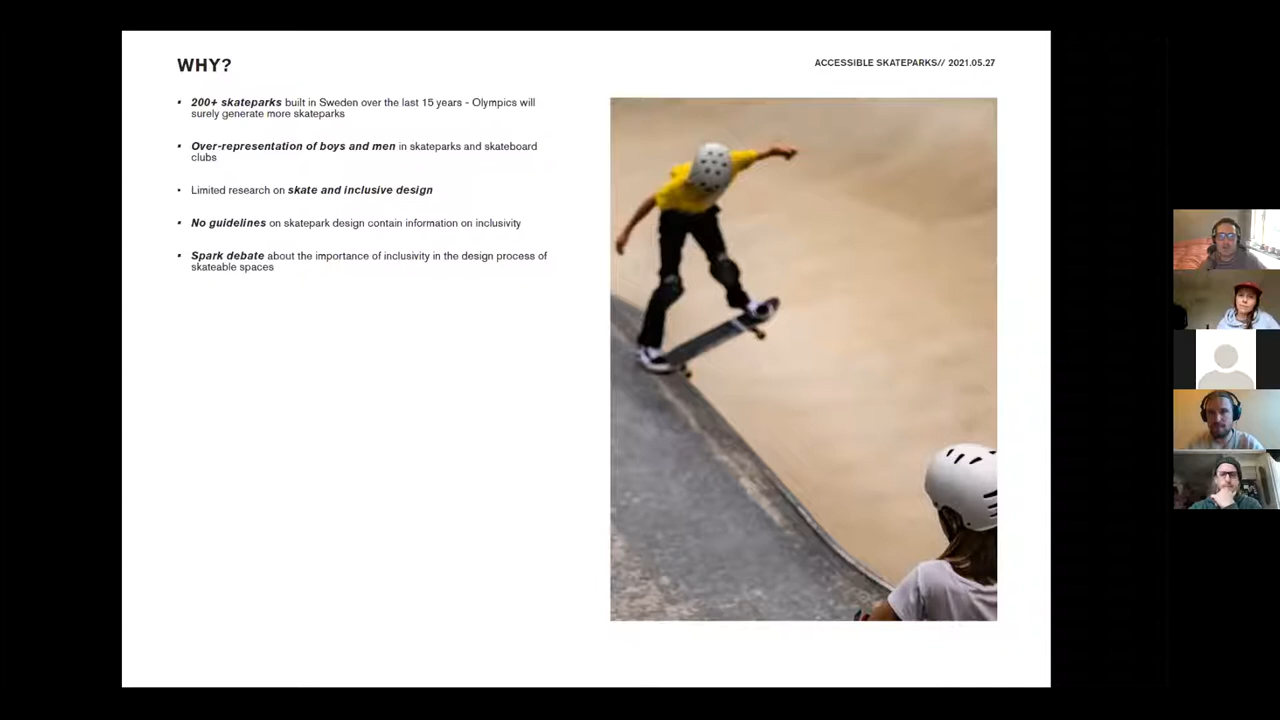 WHY?
ACCESSIBLE SKATEPARKS// 2021.05.27
▪ 200+ skateparks built in Sweden over the last 15 years - Olympics will
surely generate more skateparks
▪ Over-representation of boys and men in skateparks and skateboard
clubs
▪ Limited research on skate and inclusive design
▪ No guidelines on skatepark design contain information on inclusivity
▪ Spark debate about the importance of inclusivity in the design process of
skateable spaces